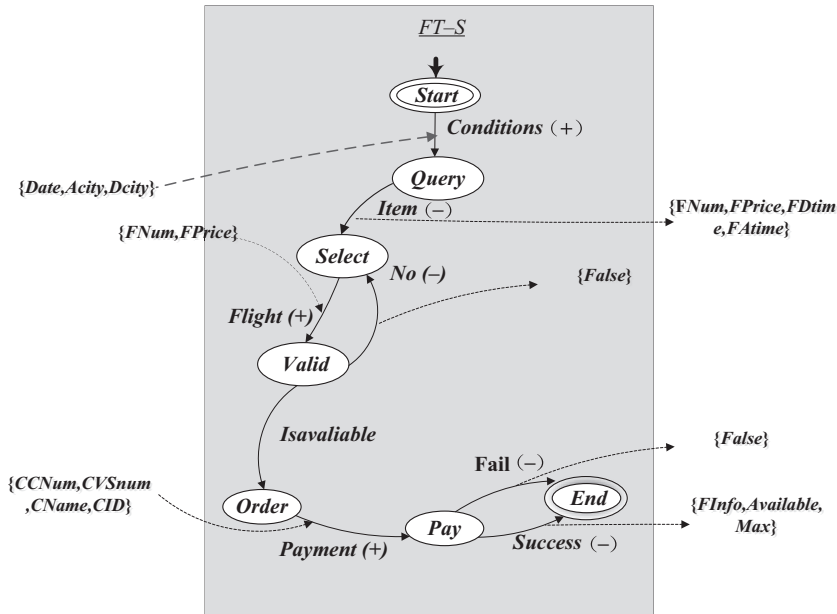 FT–S
Start
Conditions (+)
Query
{Date,Acity,Dcity}
Item (–)
{FNum,FPrice,FDtim
e,FAtime}
{FNum,FPrice}
Select
No (–)
{False}
Flight (+)
Valid
Isavaliable
Fail (–)
{False}
{CCNum,CVSnum
,CName,CID}
Order
End
{FInfo,Available,
Max}
Pay
Payment (+)
Success (–)